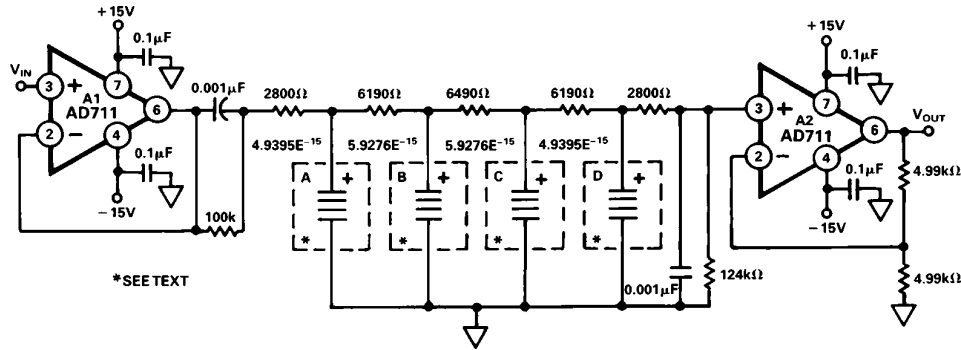 +15V
0.1μF
VIN
3
+
7
A1
AD711
6
2
−
4
0.1μF
−15V
0.001μF
100k
2800Ω
6190Ω
6490Ω
6190Ω
2800Ω
4.9395E-15
5.9276E-15
5.9276E-15
4.9395E-15
A
+
*
B
+
*
C
+
*
D
+
*
0.001μF
124kΩ
+15V
0.1μF
3
+
7
A2
AD711
6
VOUT
2
−
4
0.1μF
−15V
4.99kΩ
4.99kΩ
*SEE TEXT